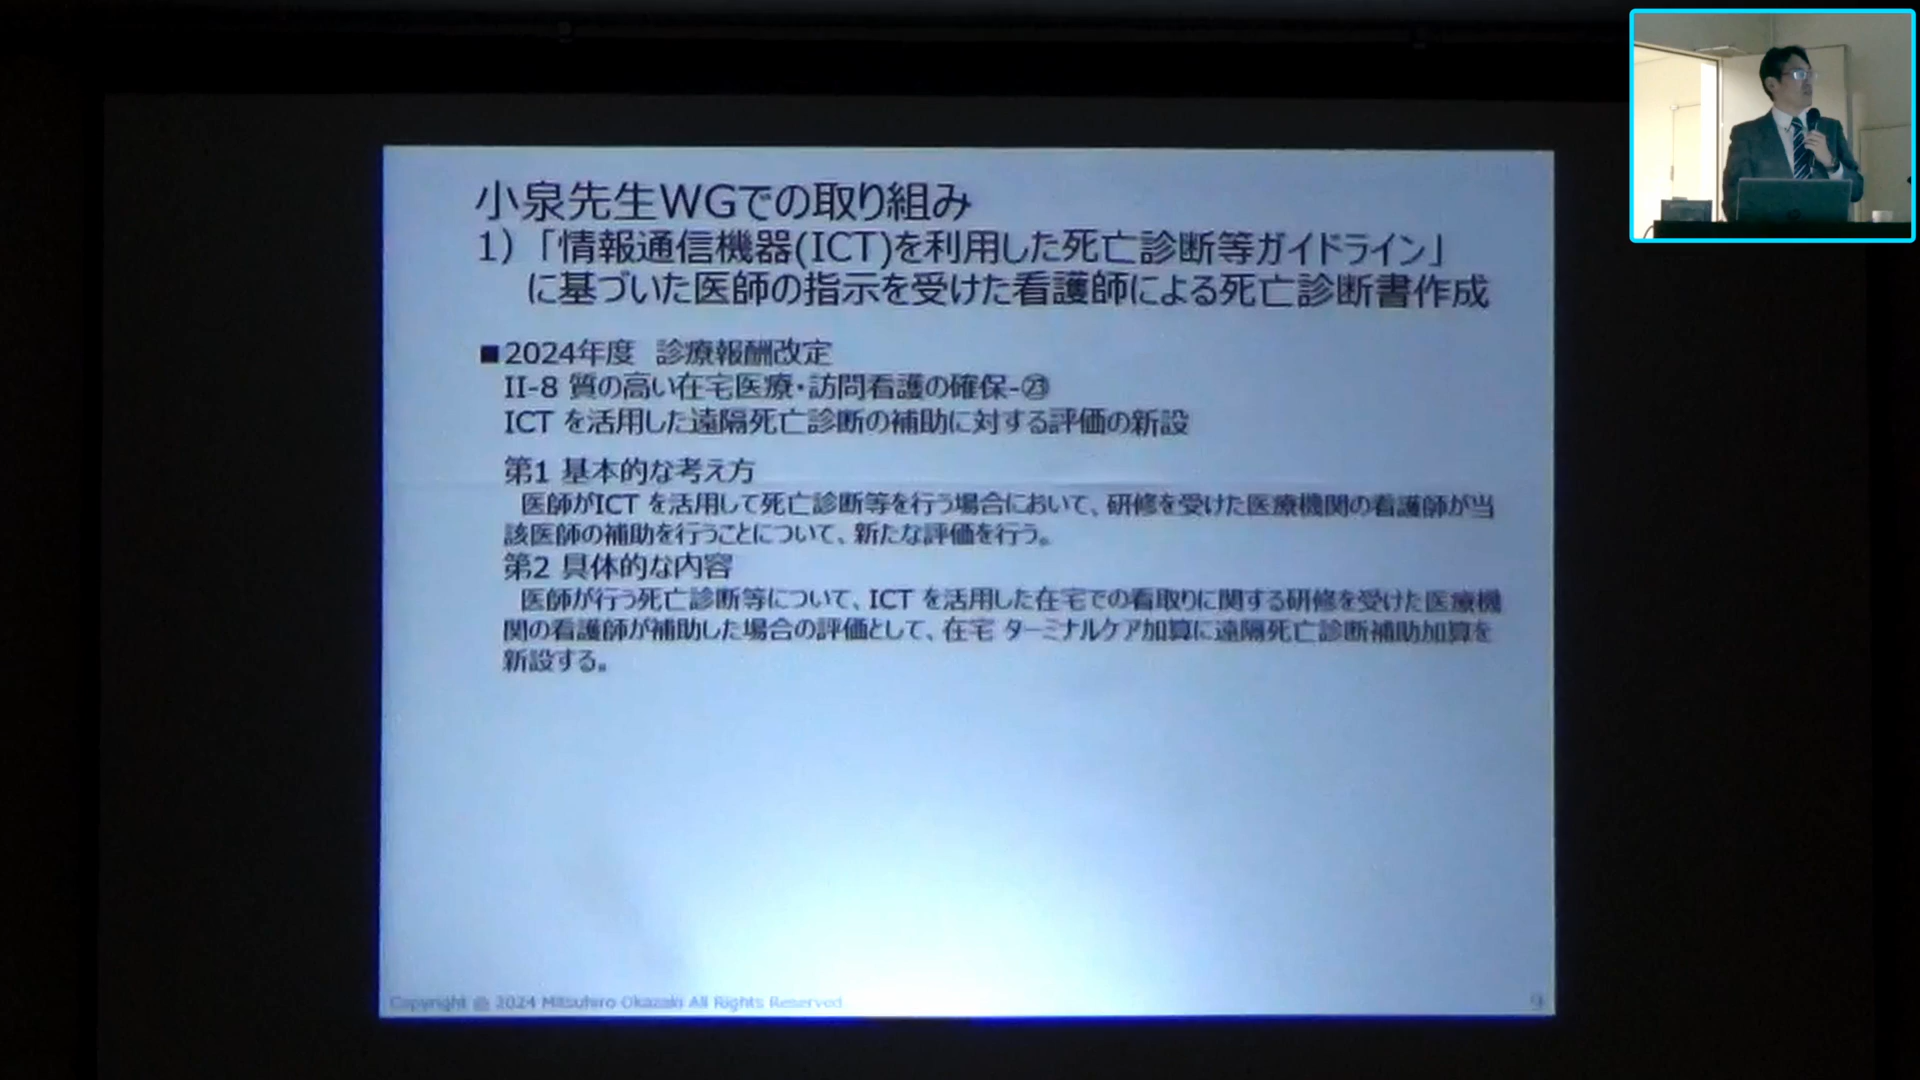 小泉先生WGでの取り組み
1）「情報通信機器(ICT)を利用した死亡診断等ガイドライン」
に基づいた医師の指示を受けた看護師による死亡診断書作成
■2024年度　診療報酬改定
II-8 質の高い在宅医療・訪問看護の確保-㉓
ICT を活用した遠隔死亡診断の補助に対する評価の新設
第1 基本的な考え方
医師がICT を活用して死亡診断等を行う場合において、研修を受けた医療機関の看護師が当
該医師の補助を行うことについて、新たな評価を行う。
第2 具体的な内容
医師が行う死亡診断等について、ICT を活用した在宅での看取りに関する研修を受けた医療機
関の看護師が補助した場合の評価として、在宅 ターミナルケア加算に遠隔死亡診断補助加算を
新設する。
Copyright @ 2024 Mitsuhiro Okazaki All Rights Reserved
9